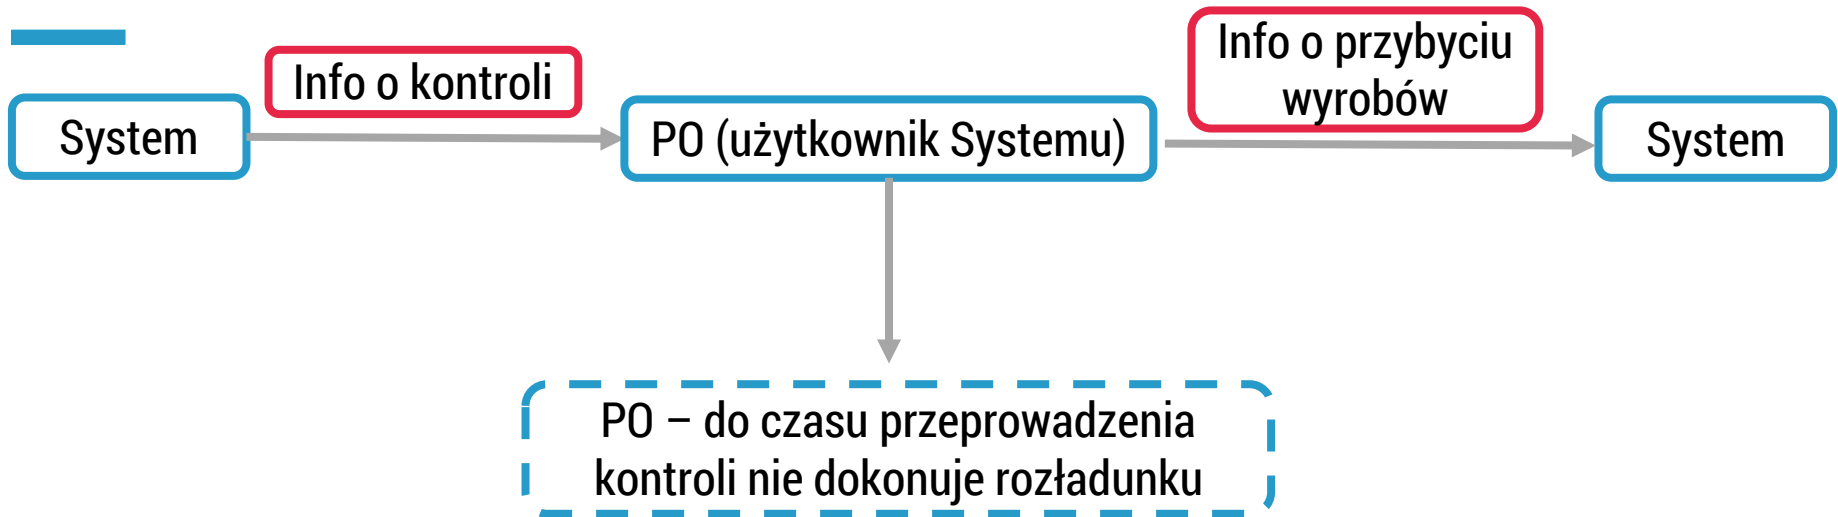 System
Info o kontroli
PO (użytkownik Systemu)
Info o przybyciu
wyrobów
System
PO – do czasu przeprowadzenia
kontroli nie dokonuje rozładunku